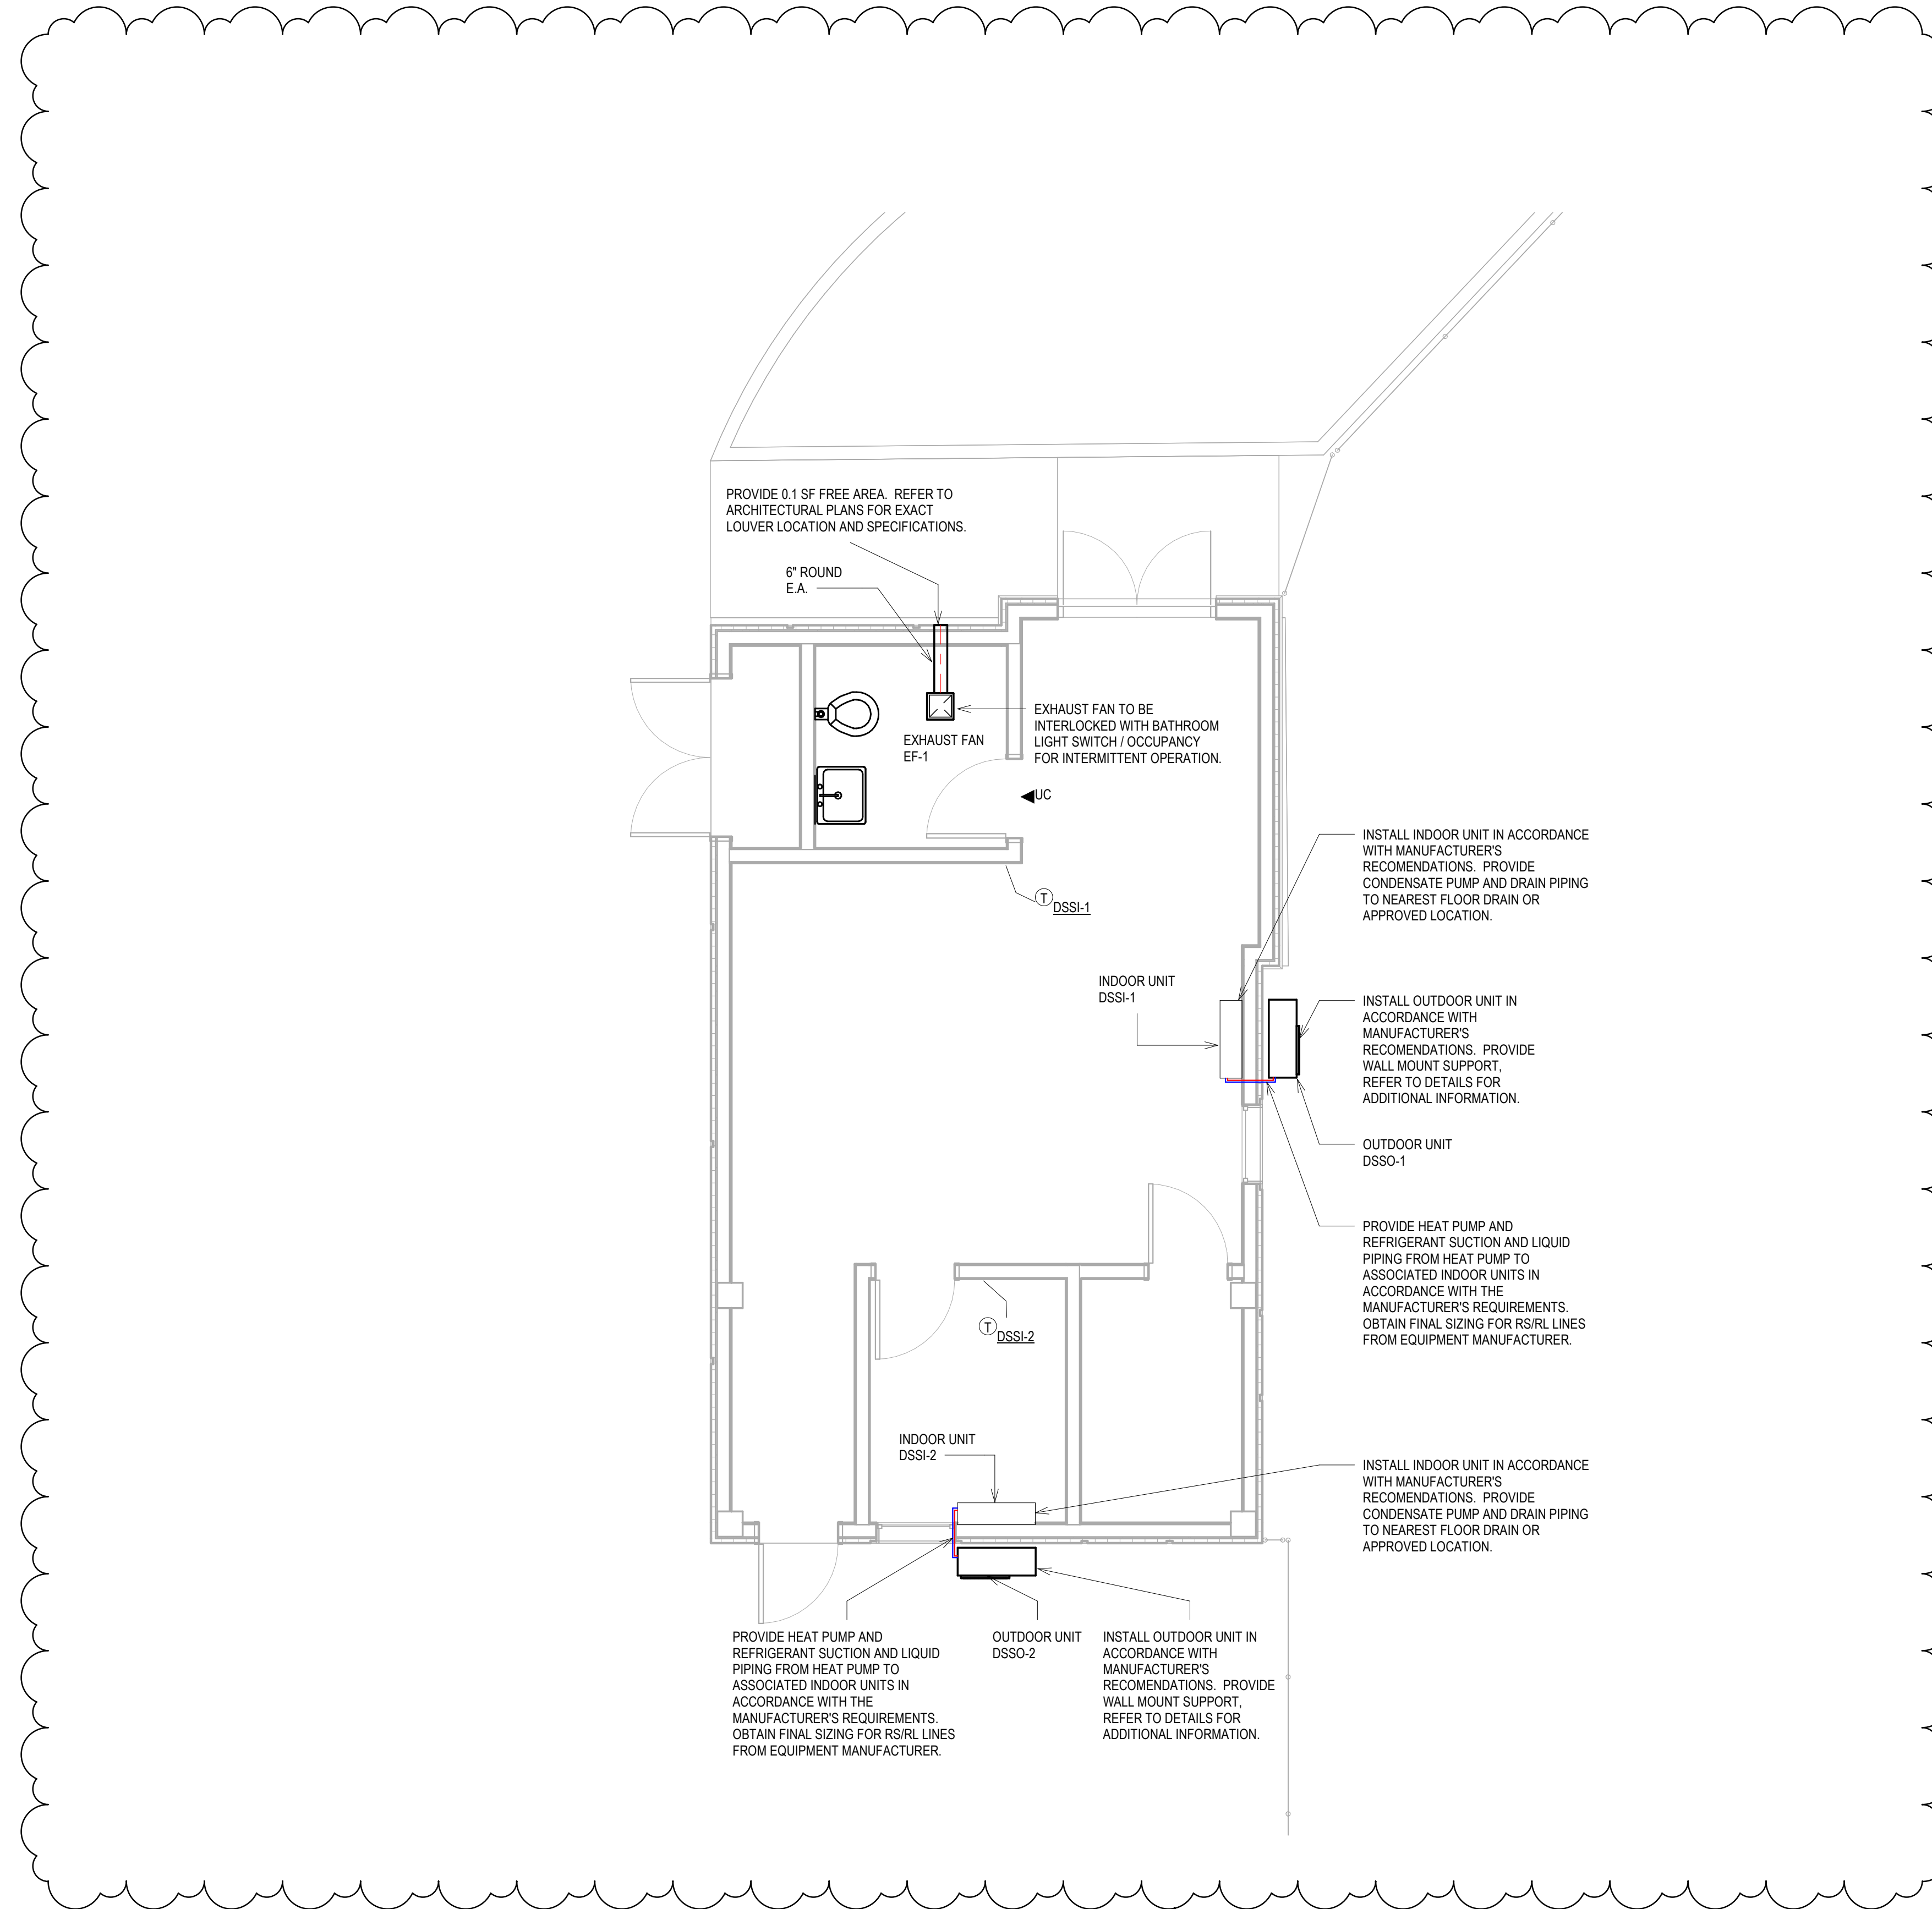 PROVIDE 0.1 SF FREE AREA.  REFER TO
ARCHITECTURAL PLANS FOR EXACT
LOUVER LOCATION AND SPECIFICATIONS.
6" ROUND
E.A.
EXHAUST FAN TO BE
INTERLOCKED WITH BATHROOM
LIGHT SWITCH / OCCUPANCY
FOR INTERMITTENT OPERATION.
EXHAUST FAN
EF-1
UC
INSTALL INDOOR UNIT IN ACCORDANCE
WITH MANUFACTURER'S
RECOMENDATIONS.  PROVIDE
CONDENSATE PUMP AND DRAIN PIPING
TO NEAREST FLOOR DRAIN OR
APPROVED LOCATION.
T
DSSI-1
INDOOR UNIT
DSSI-1
INSTALL OUTDOOR UNIT IN
ACCORDANCE WITH
MANUFACTURER'S
RECOMENDATIONS.  PROVIDE
WALL MOUNT SUPPORT,
REFER TO DETAILS FOR
ADDITIONAL INFORMATION.
OUTDOOR UNIT
DSSO-1
PROVIDE HEAT PUMP AND
REFRIGERANT SUCTION AND LIQUID
PIPING FROM HEAT PUMP TO
ASSOCIATED INDOOR UNITS IN
ACCORDANCE WITH THE
MANUFACTURER'S REQUIREMENTS.
OBTAIN FINAL SIZING FOR RS/RL LINES
FROM EQUIPMENT MANUFACTURER.
T
DSSI-2
INDOOR UNIT
DSSI-2
INSTALL INDOOR UNIT IN ACCORDANCE
WITH MANUFACTURER'S
RECOMENDATIONS.  PROVIDE
CONDENSATE PUMP AND DRAIN PIPING
TO NEAREST FLOOR DRAIN OR
APPROVED LOCATION.
PROVIDE HEAT PUMP AND
REFRIGERANT SUCTION AND LIQUID
PIPING FROM HEAT PUMP TO
ASSOCIATED INDOOR UNITS IN
ACCORDANCE WITH THE
MANUFACTURER'S REQUIREMENTS.
OBTAIN FINAL SIZING FOR RS/RL LINES
FROM EQUIPMENT MANUFACTURER.
OUTDOOR UNIT
DSSO-2
INSTALL OUTDOOR UNIT IN
ACCORDANCE WITH
MANUFACTURER'S
RECOMENDATIONS.  PROVIDE
WALL MOUNT SUPPORT,
REFER TO DETAILS FOR
ADDITIONAL INFORMATION.